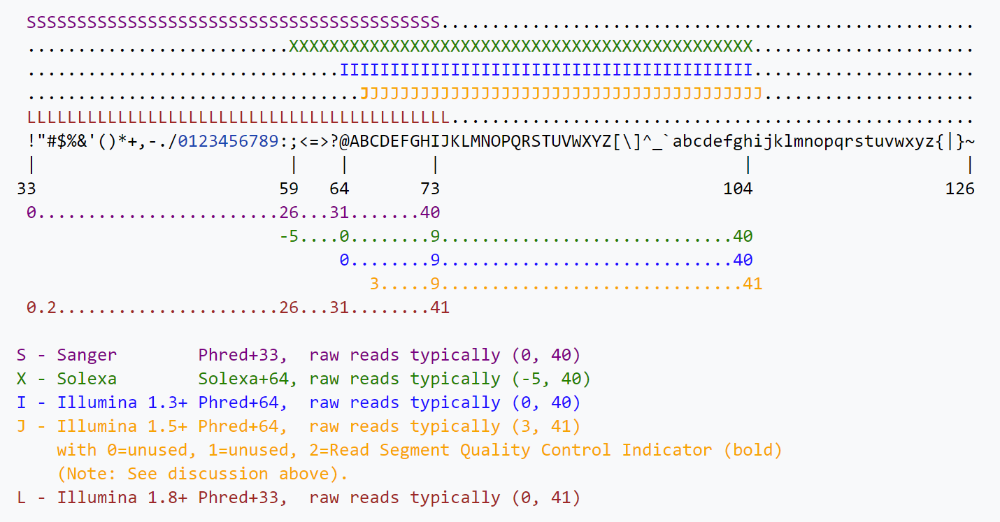 SSSSSSSSSSSSSSSSSSSSSSSSSSSSSSSSSSSSSSSSS.....................................................
..........................XXXXXXXXXXXXXXXXXXXXXXXXXXXXXXXXXXXXXXXXXXXXXX......................
...............................IIIIIIIIIIIIIIIIIIIIIIIIIIIIIIIIIIIIIIIII......................
.................................JJJJJJJJJJJJJJJJJJJJJJJJJJJJJJJJJJJJJJJJ.....................
LLLLLLLLLLLLLLLLLLLLLLLLLLLLLLLLLLLLLLLLLL....................................................
!"#$%&'()*+,-./0123456789:;<=>?@ABCDEFGHIJKLMNOPQRSTUVWXYZ[\]^_`abcdefghijklmnopqrstuvwxyz{|}~
| | | | | |
33 59 64 73 104 126
0........................26...31.......40
-5....0........9.............................40
0........9.............................40
3.....9..............................41
0.2......................26...31........41
S - Sanger Phred+33, raw reads typically (0, 40)
X - Solexa Solexa+64, raw reads typically (-5, 40)
I - Illumina 1.3+ Phred+64, raw reads typically (0, 40)
J - Illumina 1.5+ Phred+64, raw reads typically (3, 41)
with 0=unused, 1=unused, 2=Read Segment Quality Control Indicator (bold)
(Note: See discussion above).
L - Illumina 1.8+ Phred+33, raw reads typically (0, 41)